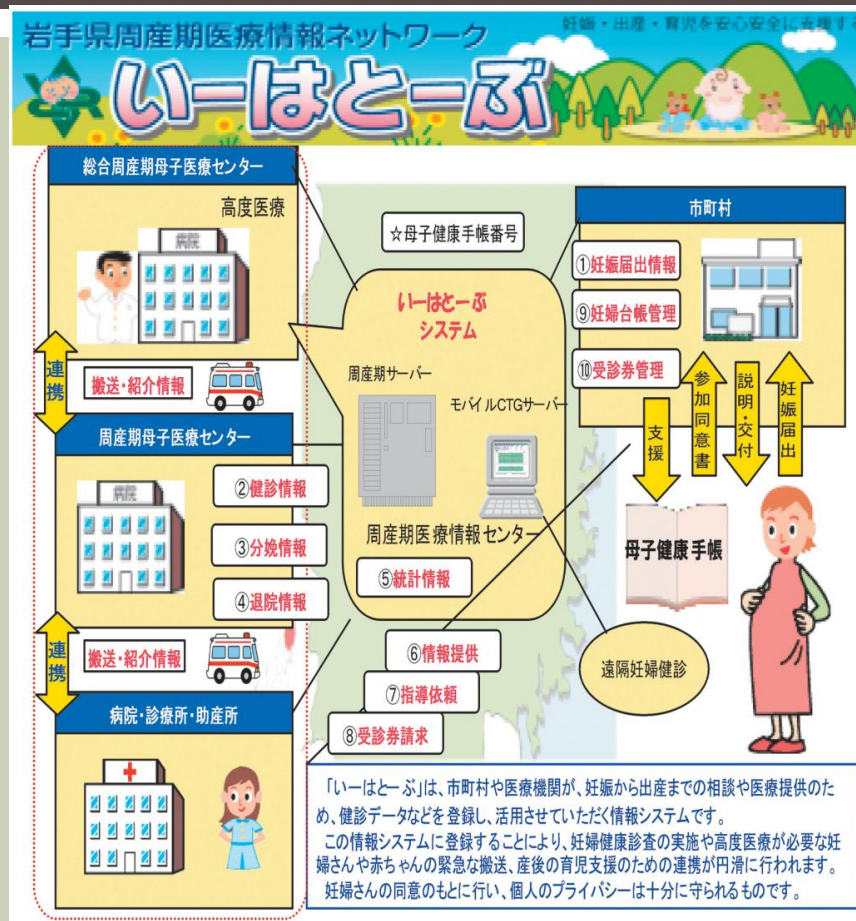 岩手県周産期医療情報ネットワーク
妊娠・出産・育児を安心安全に支援する
いーはとーぶ
総合周産期母子医療センター
高度医療
病院
連携
搬送・紹介情報
周産期母子医療センター
病院
②健診情報
③分娩情報
④退院情報
連携
搬送・紹介情報
病院・診療所・助産所
☆母子健康手帳番号
いーはとーぶ
システム
周産期サーバー
モバイルCTGサーバー
周産期医療情報センター
⑤統計情報
⑥情報提供
⑦指導依頼
⑧受診券請求
市町村
①妊娠届出情報
⑨妊婦台帳管理
⑩受診券管理
支援
参加同意書
説明・交付
妊娠届出
母子健康手帳
遠隔妊婦健診
「いーはとーぶ」は、市町村や医療機関が、妊娠から出産までの相談や医療提供のた
め、健診データなどを登録し、活用させていただく情報システムです。
この情報システムに登録することにより、妊婦健康診査の実施や高度医療が必要な妊
婦さんや赤ちゃんの緊急な搬送、産後の育児支援のための連携が円滑に行われます。
妊婦さんの同意のもとに行い、個人のプライバシーは十分に守られるものです。